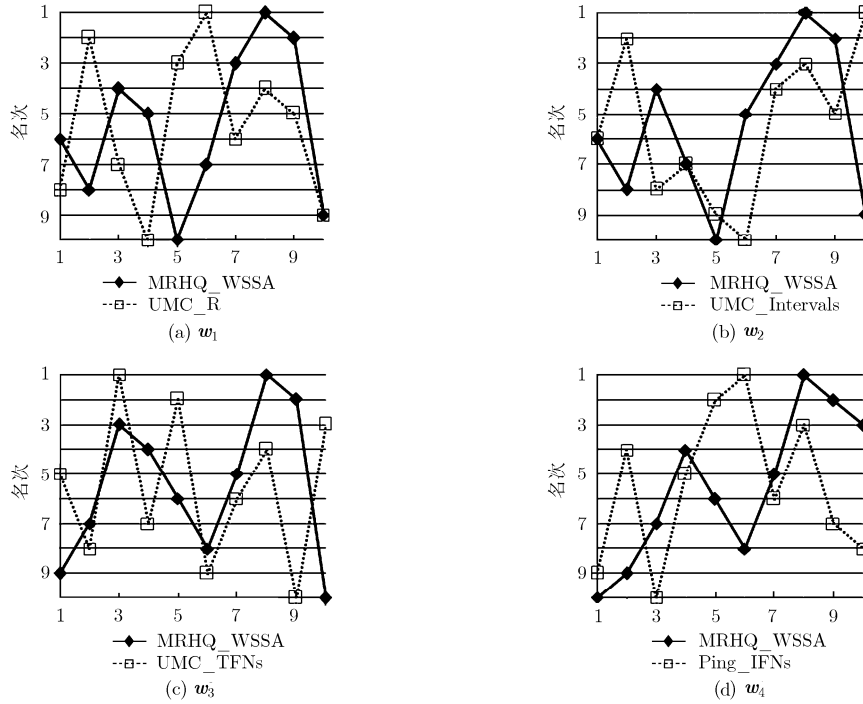 1
3
5
7
9
名次
1 3 5 7 9
MRHQ_WSSA
UMC_R
(a) w1
1
3
5
7
9
名次
1 3 5 7 9
MRHQ_WSSA
UMC_Intervals
(b) w2
1
3
5
7
9
名次
1 3 5 7 9
MRHQ_WSSA
UMC_TFNs
(c) w3
1
3
5
7
9
名次
1 3 5 7 9
MRHQ_WSSA
Ping_IFNs
(d) w4